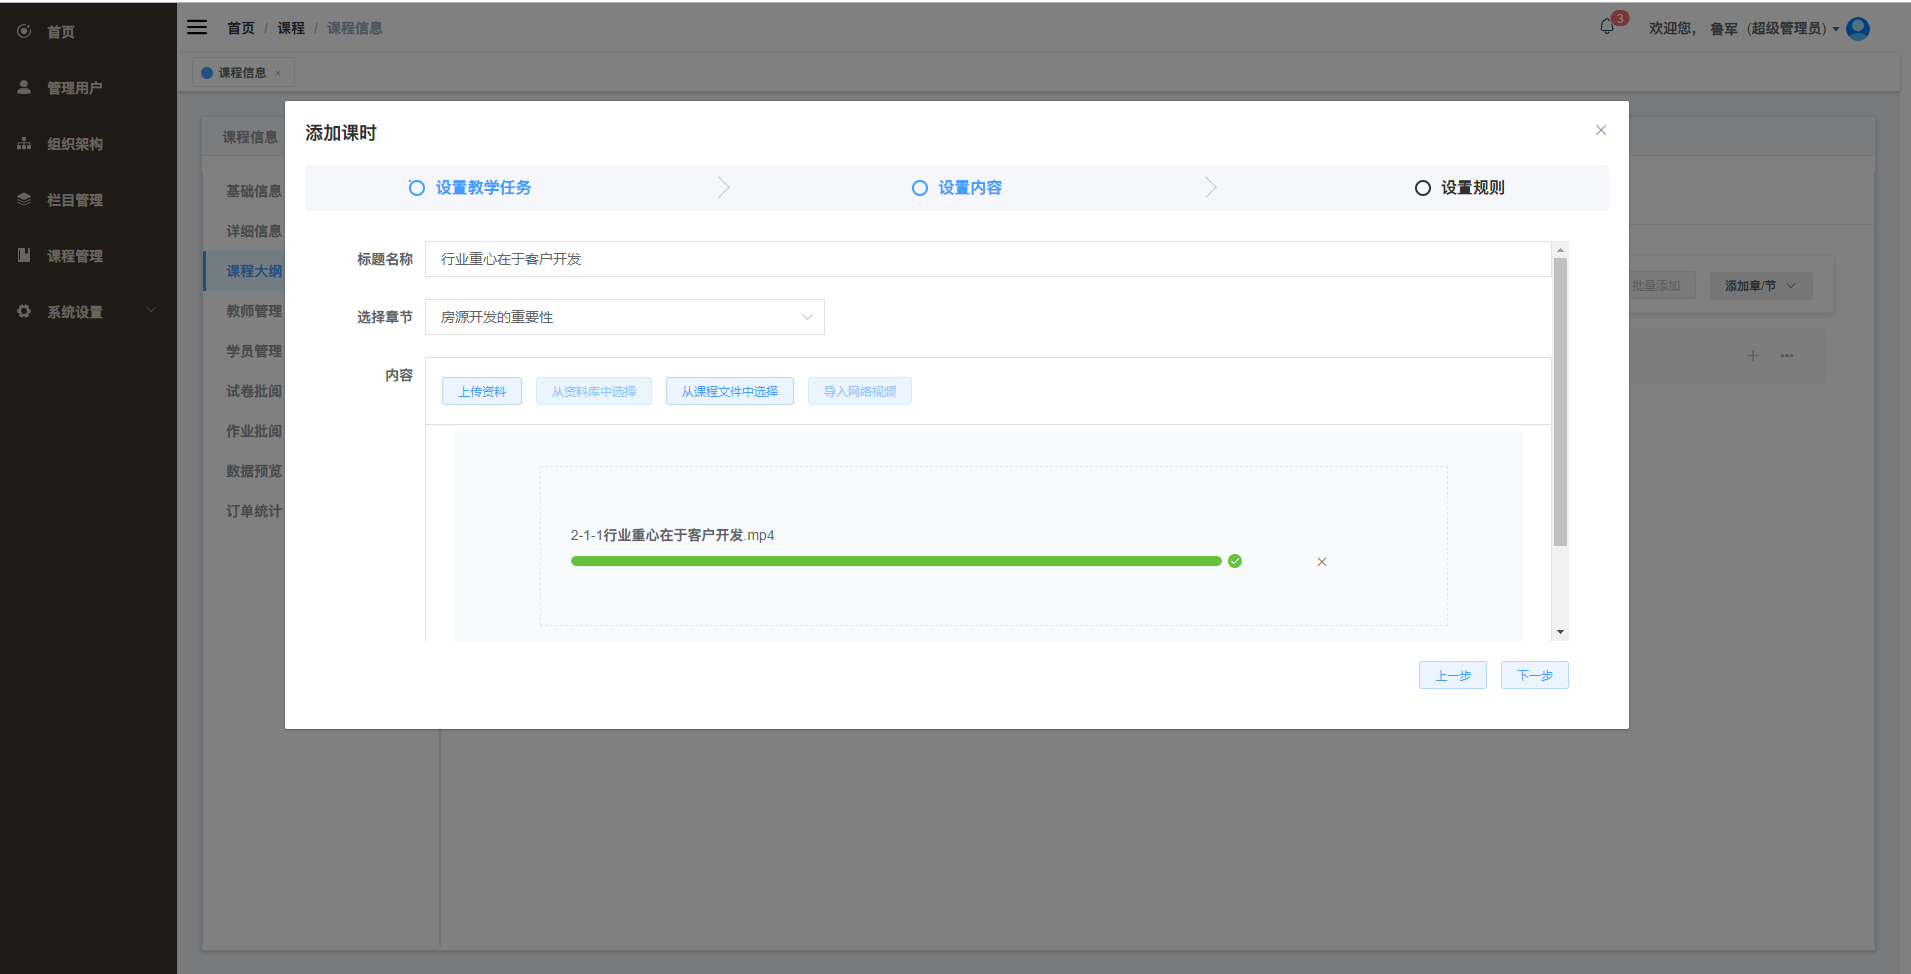 首页
管理用户
组织架构
栏目管理
课程管理
系统设置
首页 / 课程 / 课程信息
3
欢迎您， 鲁军（超级管理员）
课程信息 ×
课程信息
基础信息
详细信息
课程大纲
教师管理
学员管理
试卷批阅
作业批阅
数据预览
订单统计
批量添加
添加章/节
添加课时
设置教学任务
设置内容
设置规则
标题名称
行业重心在于客户开发
选择章节
房源开发的重要性
内容
上传资料
从资料库中选择
从课程文件中选择
导入网络视频
2-1-1行业重心在于客户开发.mp4
上一步
下一步